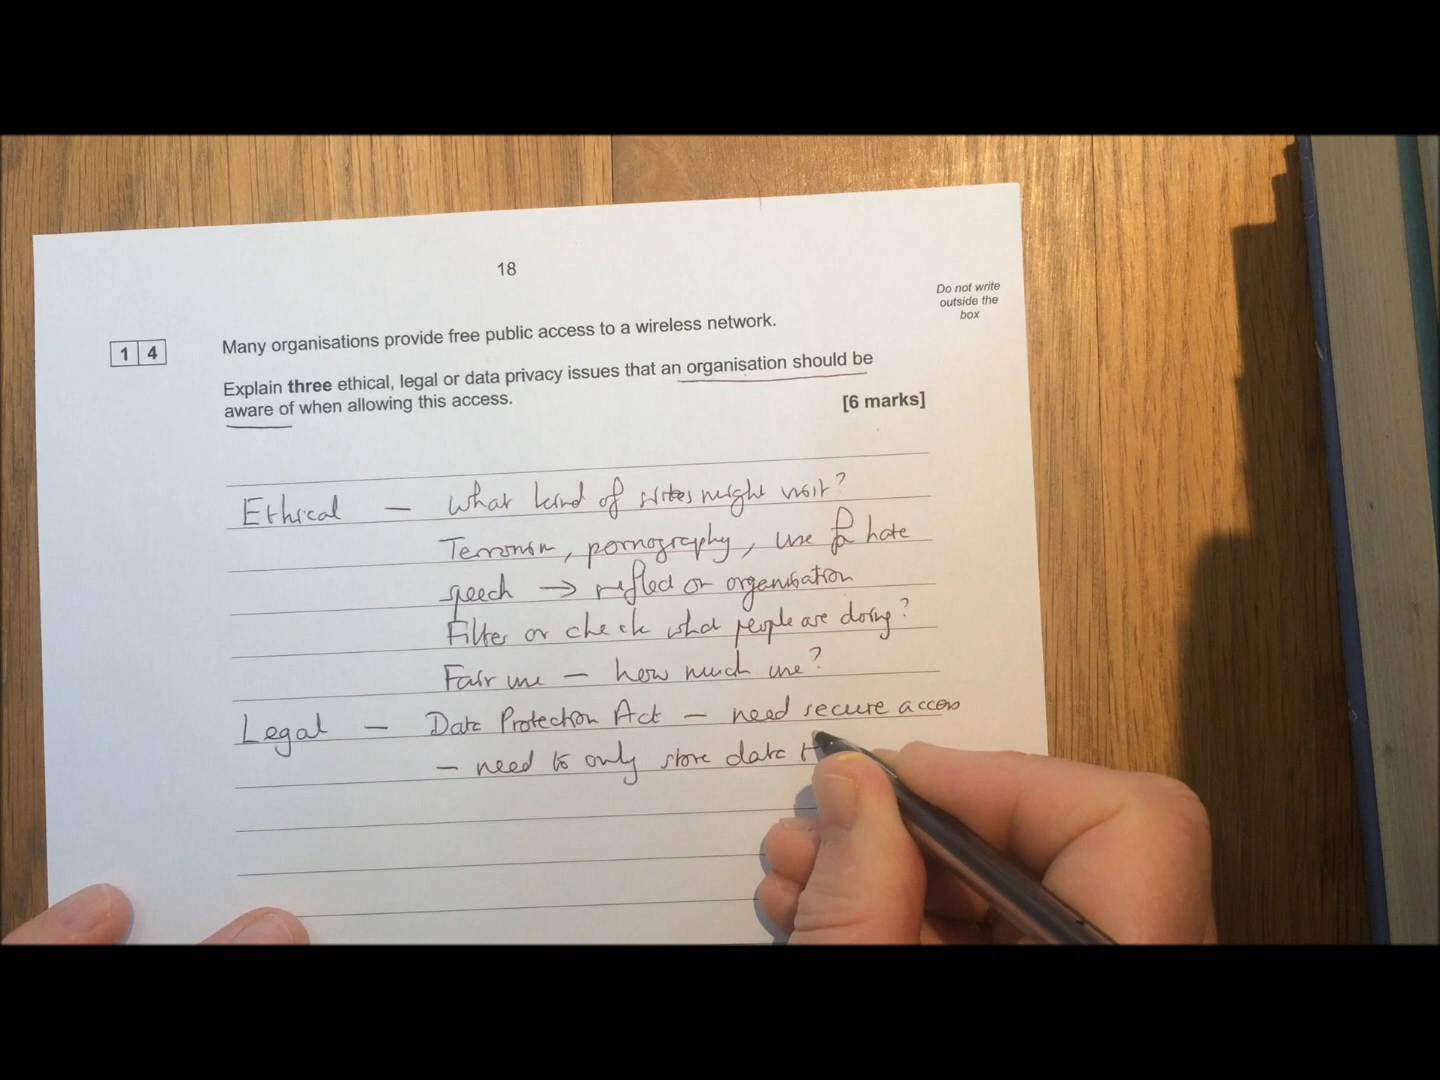 18
Do not write
outside the
box
1 4
Many organisations provide free public access to a wireless network.
Explain three ethical, legal or data privacy issues that an organisation should be
aware of when allowing this access.
[6 marks]
Ethical — What kind of sites might visit?
Terrorism, pornography, use for hate
speech → reflect on organisation
Filter or check what people are doing?
Fair use — how much use?
Legal — Data Protection Act — need secure access
— need to only store data t